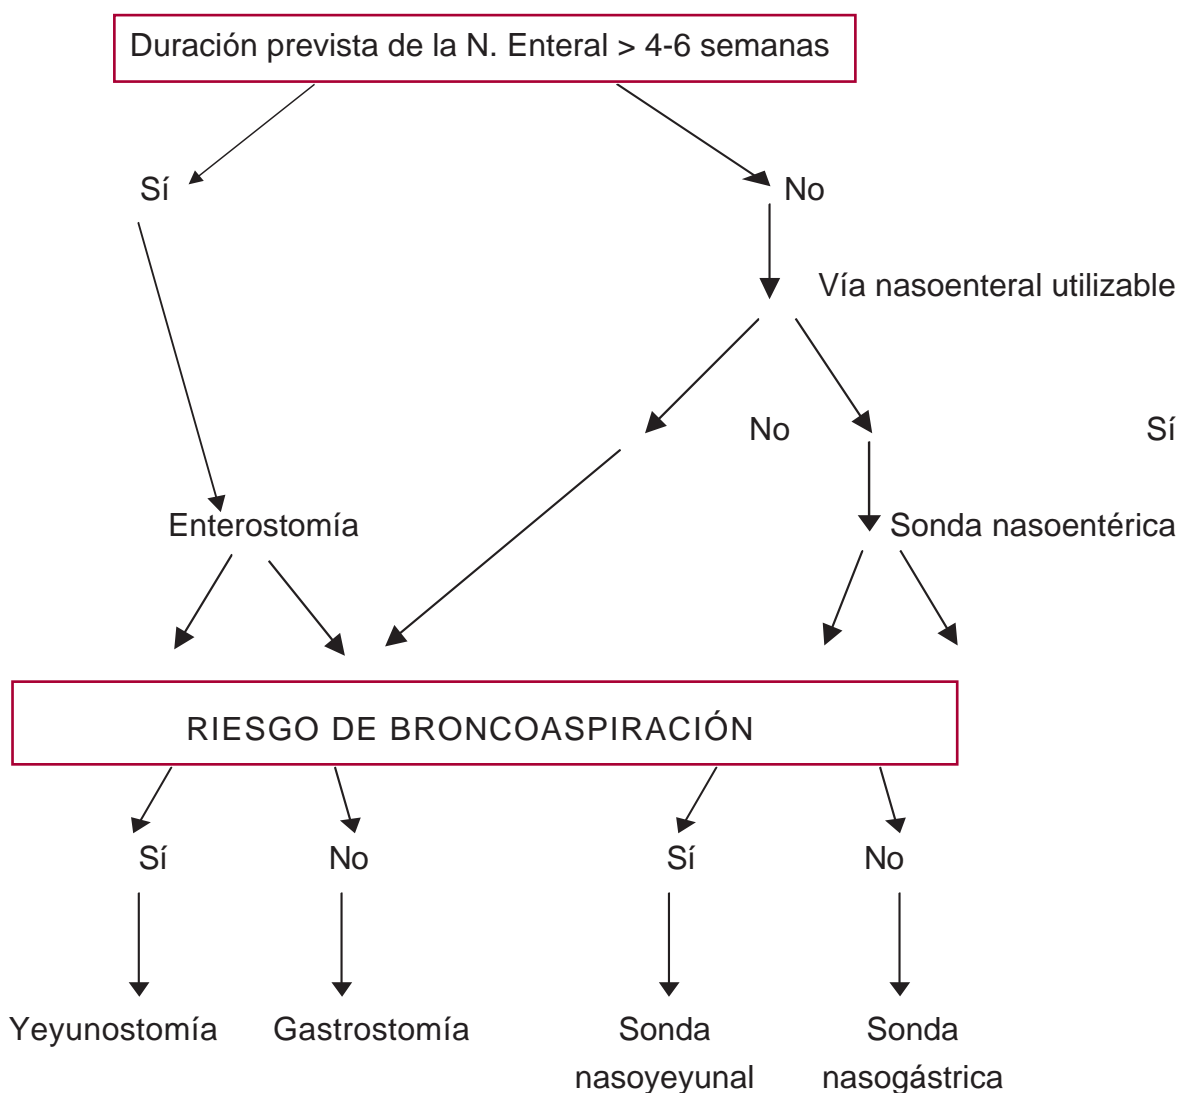 Duración prevista de la N. Enteral > 4-6 semanas
Sí
No
Vía nasoenteral utilizable
No
Sí
Enterostomía
Sonda nasoentérica
RIESGO DE BRONCOASPIRACIÓN
Sí
No
Sí
No
Yeyunostomía
Gastrostomía
Sonda
nasoyeyunal
Sonda
nasogástrica